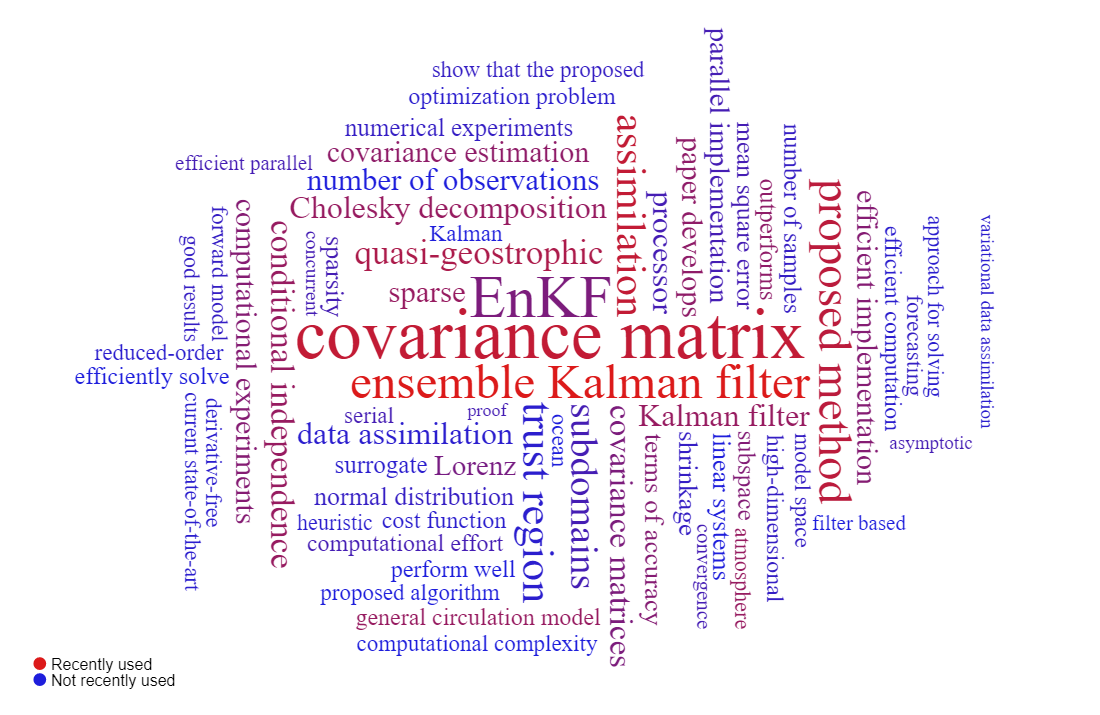 show that the proposed
optimization problem
numerical experiments
efficient parallel
covariance estimation
number of observations
Cholesky decomposition
Kalman
quasi-geostrophic
sparse
EnKF
assimilation
processor
paper develops
parallel implementation
mean square error
outperforms
number of samples
proposed method
efficient implementation
efficient computation
forecasting
approach for solving
variational data assimilation
good results
forward model
computational experiments
conditional independence
concurrent
sparsity
covariance matrix
reduced-order
efficiently solve
ensemble Kalman filter
current state-of-the-art
derivative-free
serial
proof
data assimilation
surrogate
Lorenz
normal distribution
heuristic
cost function
computational effort
perform well
proposed algorithm
general circulation model
computational complexity
trust region
ocean
subdomains
covariance matrices
Kalman filter
terms of accuracy
shrinkage
convergence
linear systems
subspace
atmosphere
high-dimensional
model space
filter based
asymptotic
Recently used
Not recently used